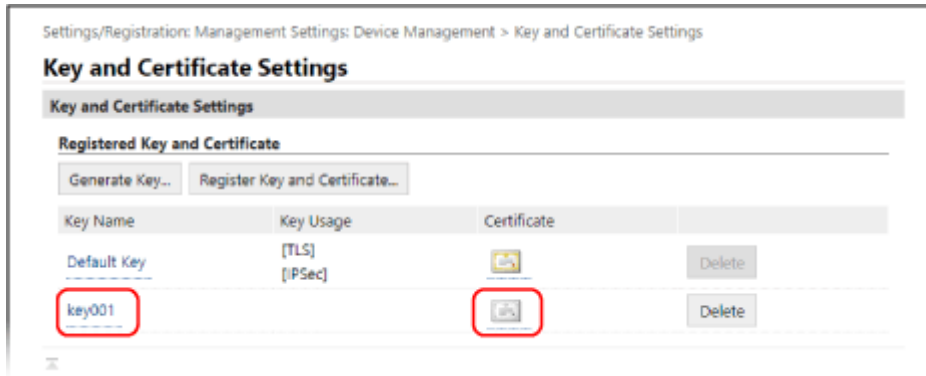 Settings/Registration: Management Settings: Device Management > Key and Certificate Settings
Key and Certificate Settings
Key and Certificate Settings
Registered Key and Certificate
Generate Key... Register Key and Certificate...
Key Name Key Usage Certificate
Default Key [TLS] [IPSec] Delete
key001 Delete